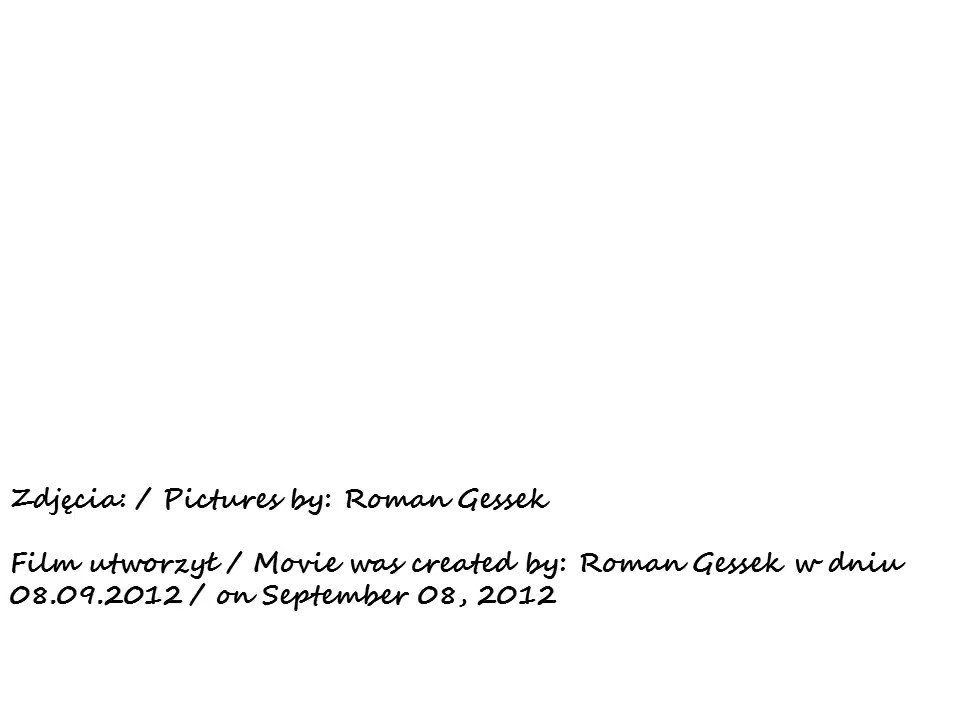 Zdjęcia: / Pictures by: Roman Gessek
Film utworzył / Movie was created by: Roman Gessek w dniu
08.09.2012 / on September 08, 2012